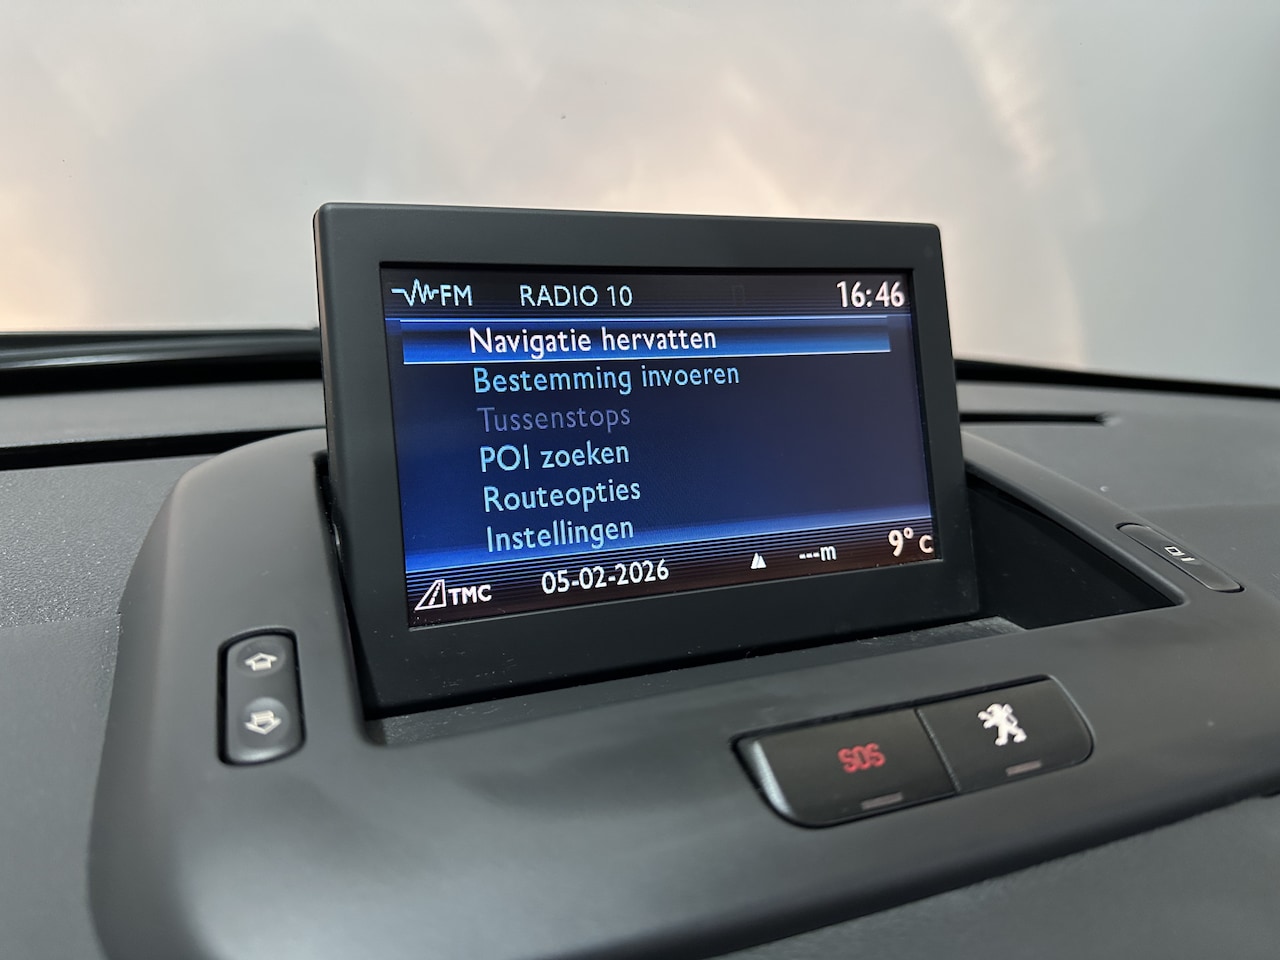 FM RADIO 10 16:46
Navigatie hervatten
Bestemming invoeren
Tussenstops
POI zoeken
Routeopties
Instellingen
TMC 05-02-2026 ---m 9° C
SOS